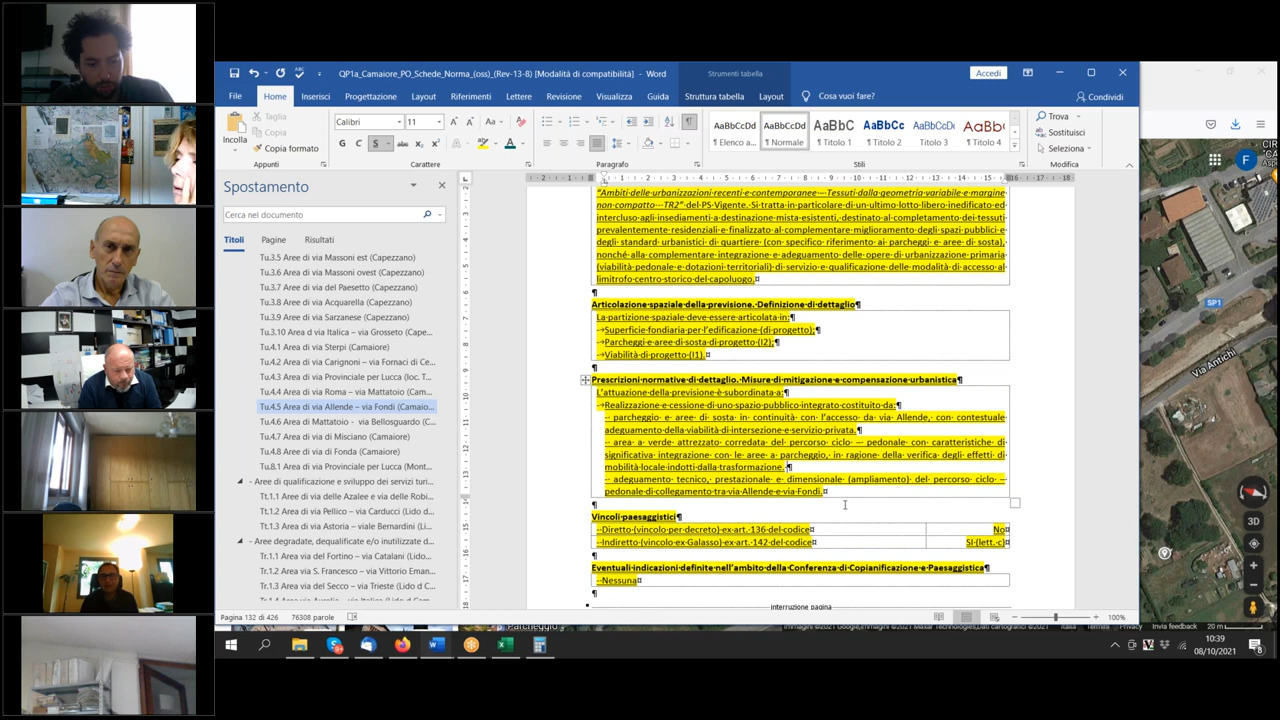 QP1a_Camaiore_PO_Schede_Norma_(oss)_(Rev-13-8) [Modalità di compatibilità] - Word
Strumenti tabella
Accedi
File Home Inserisci Progettazione Layout Riferimenti Lettere Revisione Visualizza Guida Struttura tabella Layout Cosa vuoi fare? Condividi
Incolla
Taglia
Copia
Copia formato
Appunti
Calibri 11
G C S abc
Carattere
Paragrafo
AaBbCcDd AaBbCcDd AaBbC AaBbCc AaBbCcDd AaBb(
Elenco a... Normale Titolo 1 Titolo 2 Titolo 3 Titolo 4
Stili
Trova
Sostituisci
Seleziona
Modifica
Spostamento
Cerca nel documento
Titoli Pagine Risultati
Tu.3.5 Aree di via Massoni est (Capezzano)
Tu.3.6 Aree di via Massoni ovest (Capezzano)
Tu.3.7 Area di via del Paesetto (Capezzano)
Tu.3.8 Area di via Acquarella (Capezzano)
Tu.3.9 Area di via Sarzanese (Capezzano)
Tu.3.10 Area di via Italica – via Grosseto (Cape...
Tu.4.1 Area di via Sterpi (Camaiore)
Tu.4.2 Area di via Carignoni – via Fornaci di Ce...
Tu.4.3 Area di via Provinciale per Lucca (loc. T...
Tu.4.4 Area di via Roma – via Mattatoio (Cam...
Tu.4.5 Area di via Allende – via Fondi (Camaio...
Tu.4.6 Area di Mattatoio - via Bellosguardo (C...
Tu.4.7 Area di via di Misciano (Camaiore)
Tu.4.8 Area di via di Fonda (Camaiore)
Tu.8.1 Area di via Provinciale per Lucca (Mont...
Aree di qualificazione e sviluppo dei servizi turi...
Tt.1.1 Aree di via delle Azalee e via delle Robi...
Tt.1.2 Area di via Pellico – via Carducci (Lido...
Tt.1.3 Area di via Astoria – viale Bernardini (L...
Aree degradate, dequalificate e/o inutilizzate d...
Tr.1.1 Area di via del Fortino – via Catalani (Lido...
Tr.1.2 Area via S. Francesco – via Vittorio Eman...
Tr.1.3 Area di via del Secco – via Trieste (Lido d...
"Ambiti delle urbanizzazioni recenti e contemporanee – Tessuti dalla geometria variabile e margine
non compatto – TR2" del PS Vigente. Si tratta in particolare di un ultimo lotto libero inedificato ed
intercluso agli insediamenti a destinazione mista esistenti, destinato al completamento dei tessuti
prevalentemente residenziali e finalizzato al complementare miglioramento degli spazi pubblici e
degli standard urbanistici di quartiere (con specifico riferimento ai parcheggi e aree di sosta),
nonché alla complementare integrazione e adeguamento delle opere di urbanizzazione primaria
(viabilità pedonale e dotazioni territoriali) di servizio e qualificazione delle modalità di accesso al
limitrofo centro storico del capoluogo.¤
¶
Articolazione spaziale della previsione. Definizione di dettaglio¶
La partizione spaziale deve essere articolata in:¶
-→Superficie fondiaria per l'edificazione (di progetto);¶
-→Parcheggi e aree di sosta di progetto (I2);¶
-→Viabilità di progetto (I1).¤
¶
Prescrizioni normative di dettaglio. Misure di mitigazione e compensazione urbanistica¶
L'attuazione della previsione è subordinata a:¶
-→Realizzazione e cessione di uno spazio pubblico integrato costituito da:¶
- parcheggio e aree di sosta in continuità con l'accesso da via Allende, con contestuale
adeguamento della viabilità di intersezione e servizio privata.¶
- area a verde attrezzato corredata del percorso ciclo – pedonale con caratteristiche di
significativa integrazione con le aree a parcheggio, in ragione della verifica degli effetti di
mobilità locale indotti dalla trasformazione. ¶
- adeguamento tecnico, prestazionale e dimensionale (ampliamento) del percorso ciclo –
pedonale di collegamento tra via Allende e via Fondi.¤
¶
Vincoli paesaggistici¶
- Diretto (vincolo per decreto) ex art. 136 del codice¤ No¤
- Indiretto (vincolo ex Galasso) ex art. 142 del codice¤ SI (lett. c)¤
¶
Eventuali indicazioni definite nell'ambito della Conferenza di Copianificazione e Paesaggistica¶
- Nessuna¤
¶
Interruzione pagina
Pagina 132 di 426 76308 parole
100%
CIR
F
SP1
Via Antichi
3D
Parcheggio
Italia Termini Privacy Invia feedback 20 m
10:39
08/10/2021
8